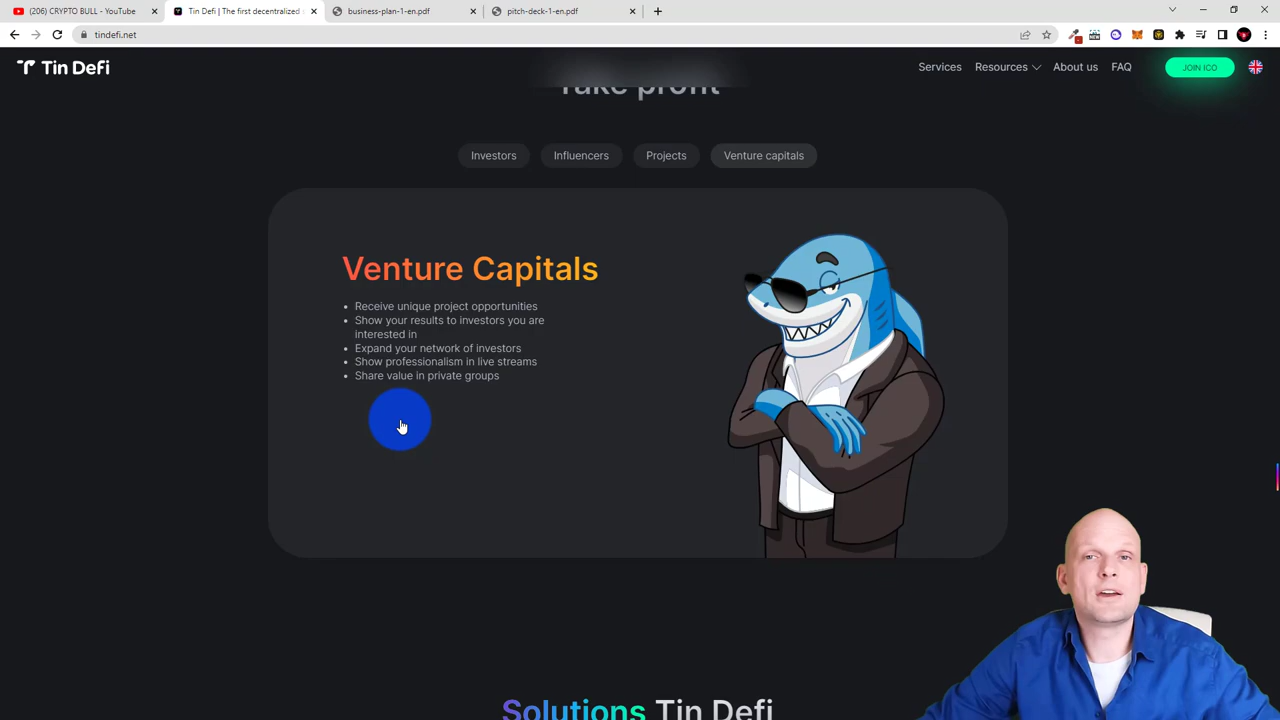 (206) CRYPTO BULL - YouTube
Tin Defi | The first decentralized
business-plan-1-en.pdf
pitch-deck-1-en.pdf
tindefi.net
Tin Defi
Services
Resources
About us
FAQ
JOIN ICO
Take profit
Investors
Influencers
Projects
Venture capitals
Venture Capitals
• Receive unique project opportunities
• Show your results to investors you are
interested in
• Expand your network of investors
• Show professionalism in live streams
• Share value in private groups
Solutions Tin Defi